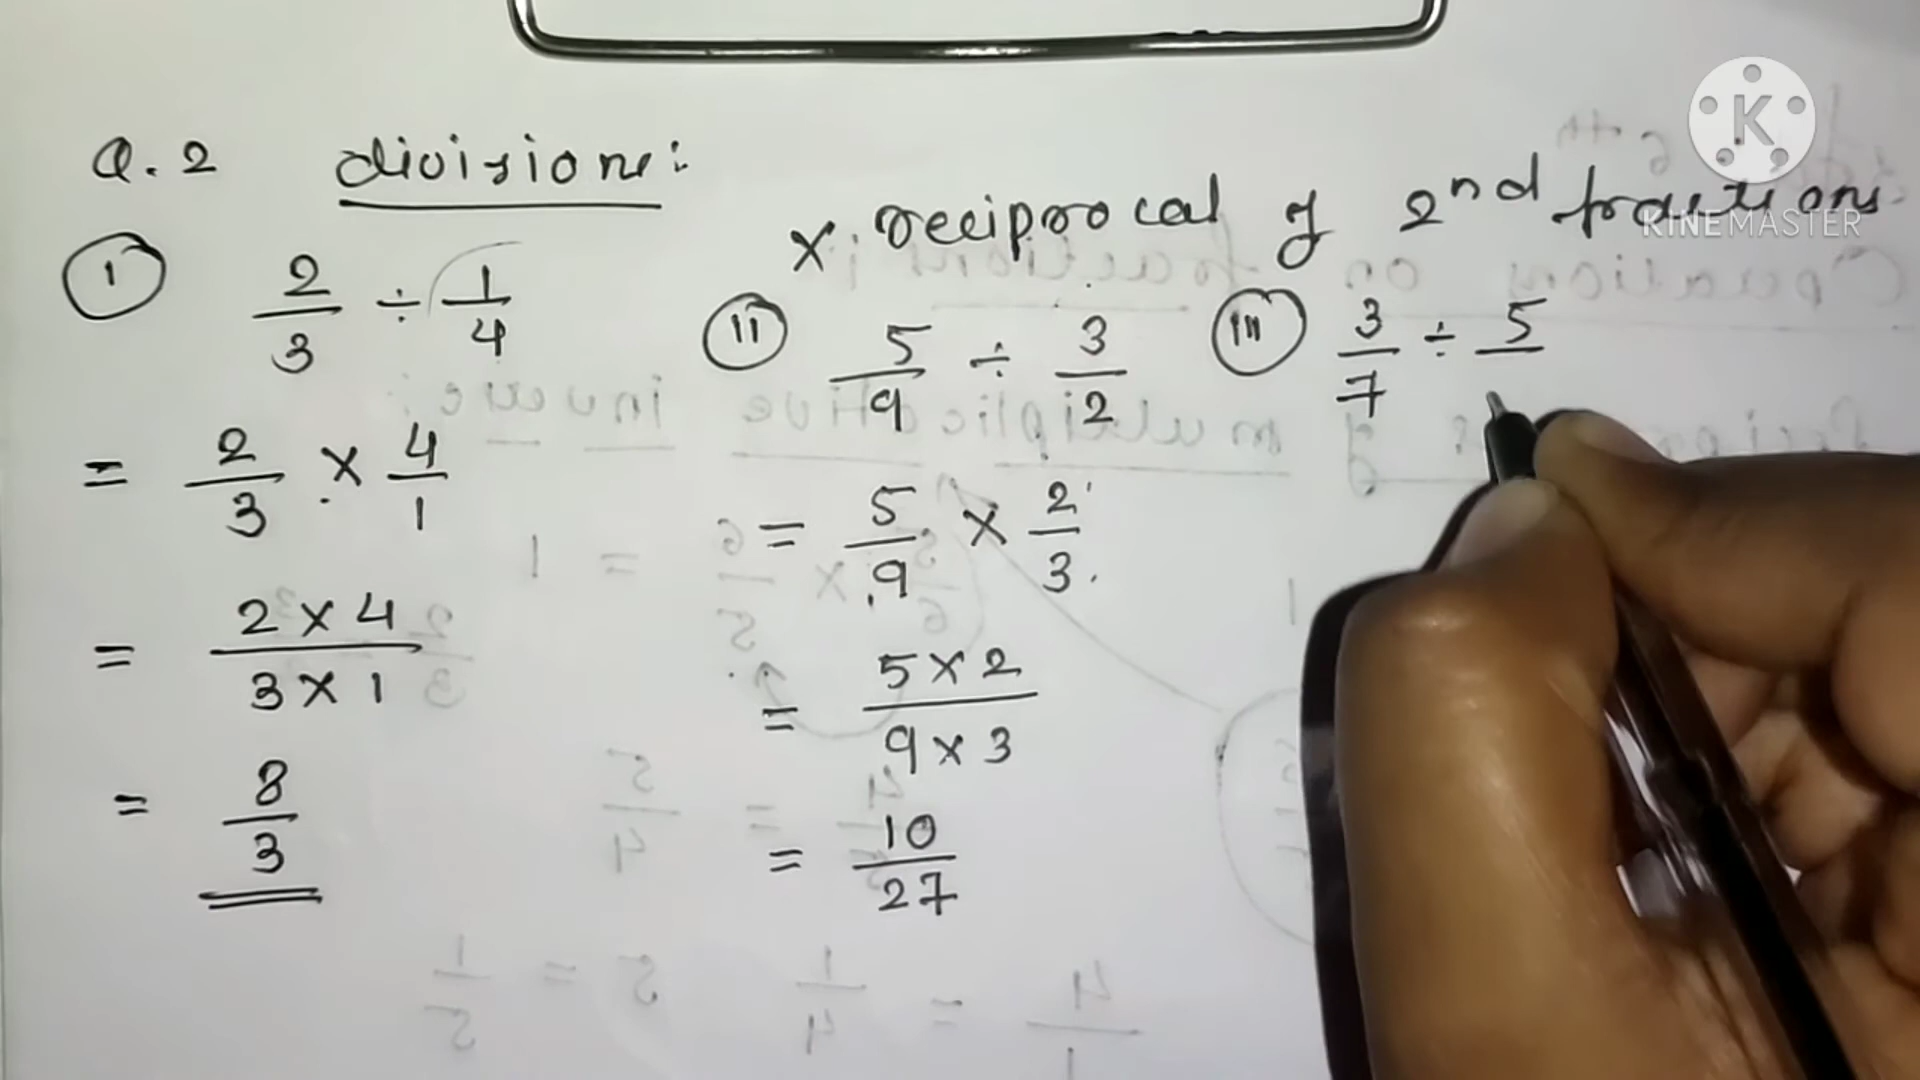 Q. 2 division:
x reciprocal of 2nd fractions
KINEMASTER
K
(i) 2/3 ÷ 1/4
= 2/3 × 4/1
= 2×4/3×1
= 8/3
(ii) 5/9 ÷ 3/2
= 5/9 × 2/3
= 5×2/9×3
= 10/27
(iii) 3/7 ÷ 5/